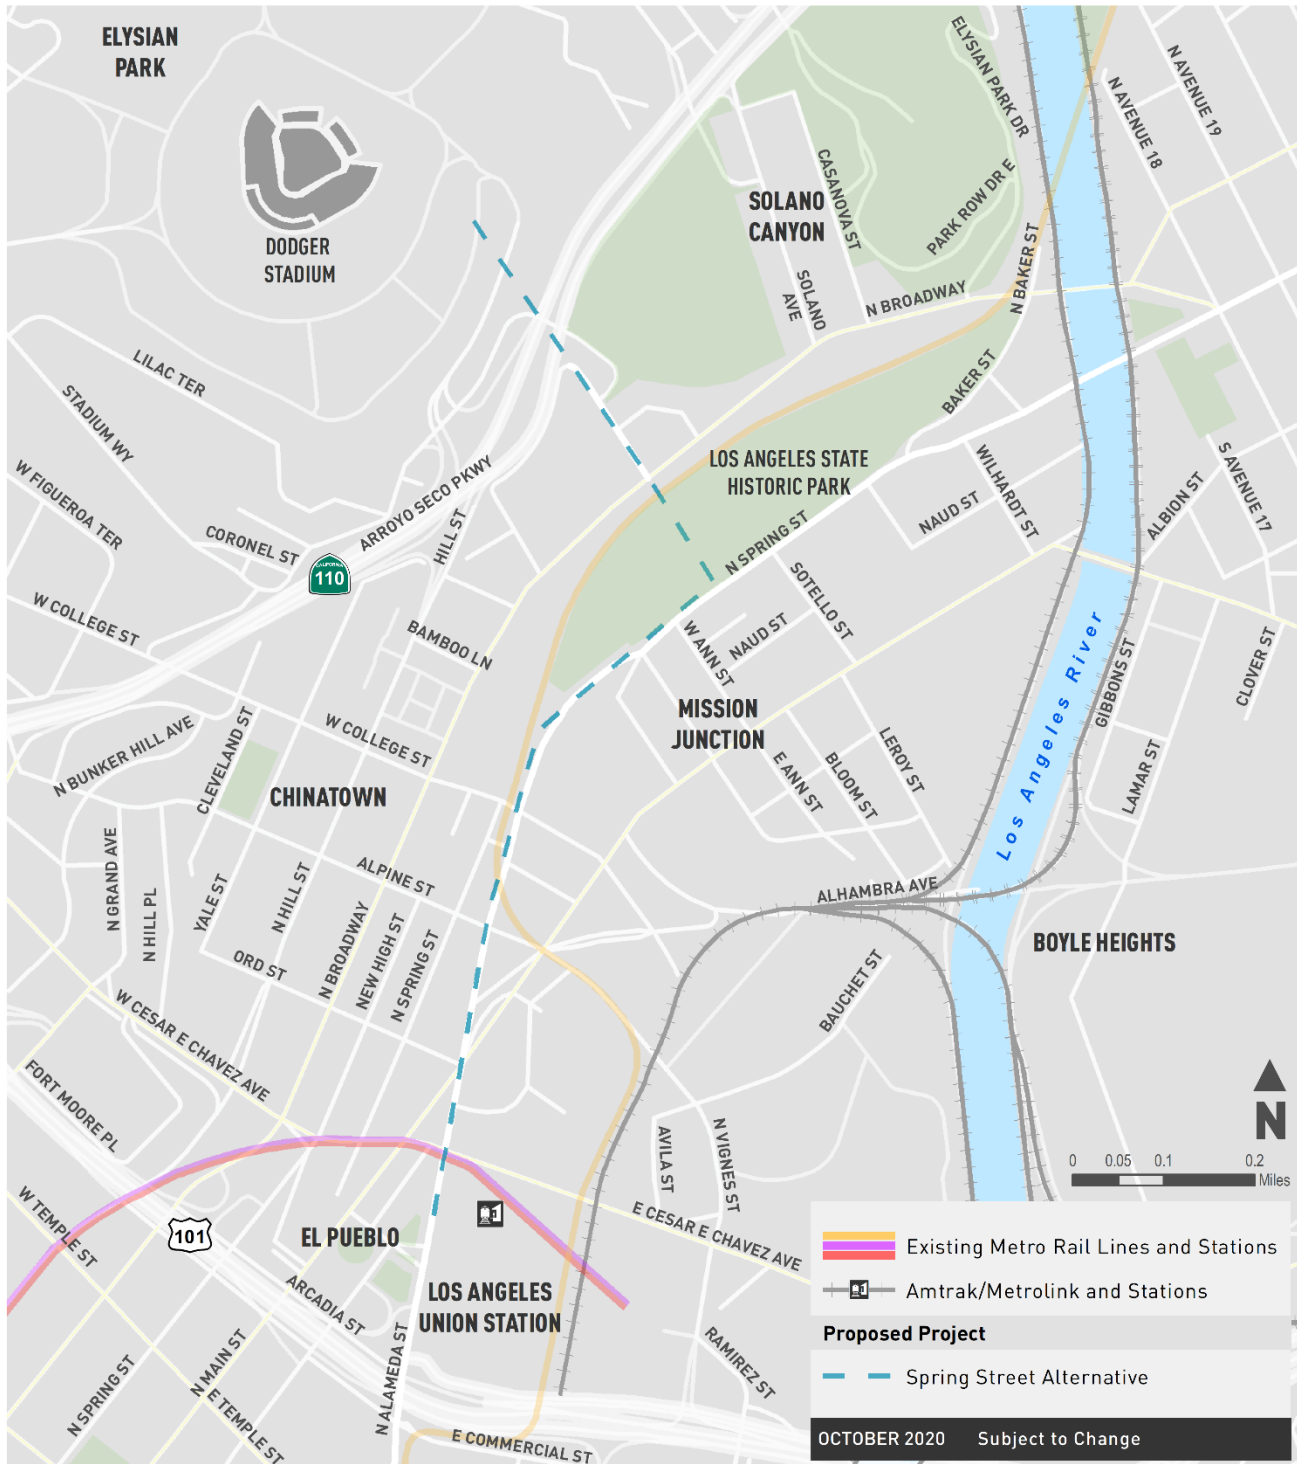 ELYSIAN
PARK
DODGER
STADIUM
ELYSIAN PARK DR
N AVENUE 19
N AVENUE 18
CASANOVA ST
SOLANO
CANYON
PARK ROW DR E
SOLANO
AVE
N BROADWAY
N BAKER ST
LILAC TER
STADIUM WY
BAKER ST
W FIGUEROA TER
ARROYO SECO PKWY
LOS ANGELES STATE
HISTORIC PARK
WILHARDT ST
NAUD ST
ALBION ST
S AVENUE 17
CORONEL ST
HILL ST
CALIFORNIA
110
N SPRING ST
SOTELLO ST
W COLLEGE ST
BAMBOO LN
W ANN ST
NAUD ST
Los Angeles River
GIBBONS ST
CLOVER ST
MISSION
JUNCTION
N BUNKER HILL AVE
CLEVELAND ST
W COLLEGE ST
LEROY ST
E ANN ST
BLOOM ST
LAMAR ST
CHINATOWN
N GRAND AVE
N HILL PL
YALE ST
N HILL ST
ALPINE ST
ALHAMBRA AVE
BOYLE HEIGHTS
ORD ST
N BROADWAY
NEW HIGH ST
N SPRING ST
BAUCHET ST
W CESAR E CHAVEZ AVE
FORT MOORE PL
AVILA ST
N VIGNES ST
N
0 0.05 0.1 0.2
Miles
W TEMPLE ST
101
EL PUEBLO
E CESAR E CHAVEZ AVE
ARCADIA ST
LOS ANGELES
UNION STATION
N ALAMEDA ST
RAMIREZ ST
N SPRING ST
N MAIN ST
E TEMPLE ST
E COMMERCIAL ST
Existing Metro Rail Lines and Stations
Amtrak/Metrolink and Stations
Proposed Project
Spring Street Alternative
OCTOBER 2020 Subject to Change